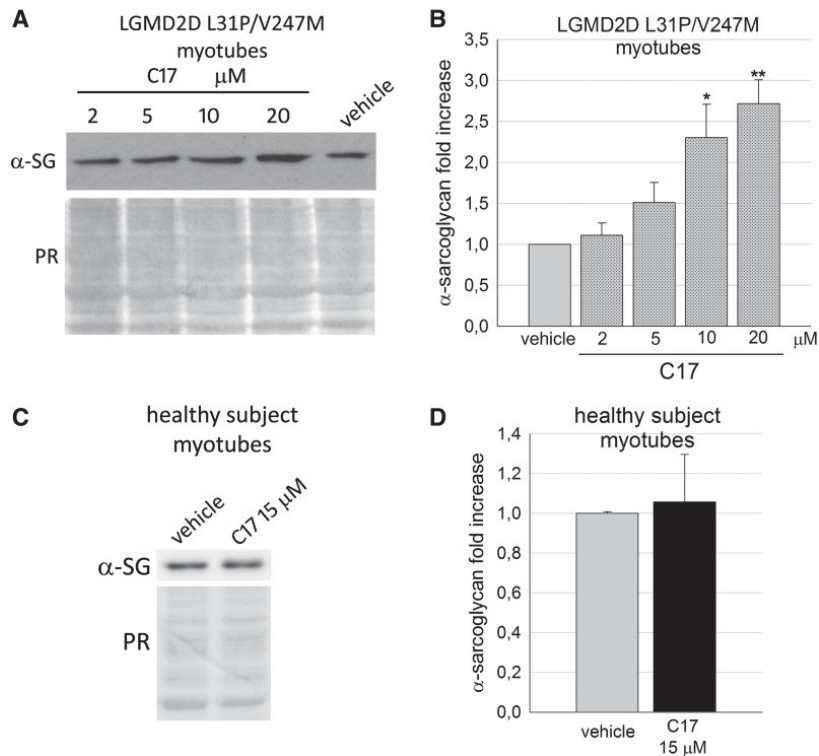 A
LGMD2D L31P/V247M
myotubes
C17 μM
2 5 10 20 vehicle
α-SG
PR
B
LGMD2D L31P/V247M
myotubes
α-sarcoglycan fold increase
3,5
3,0
2,5
2,0
1,5
1,0
0,5
0,0
* **
vehicle 2 5 10 20 μM
C17
C
healthy subject
myotubes
vehicle C17 15 μM
α-SG
PR
D
healthy subject
myotubes
α-sarcoglycan fold increase
1,4
1,2
1,0
0,8
0,6
0,4
0,2
0,0
vehicle C17
15 μM